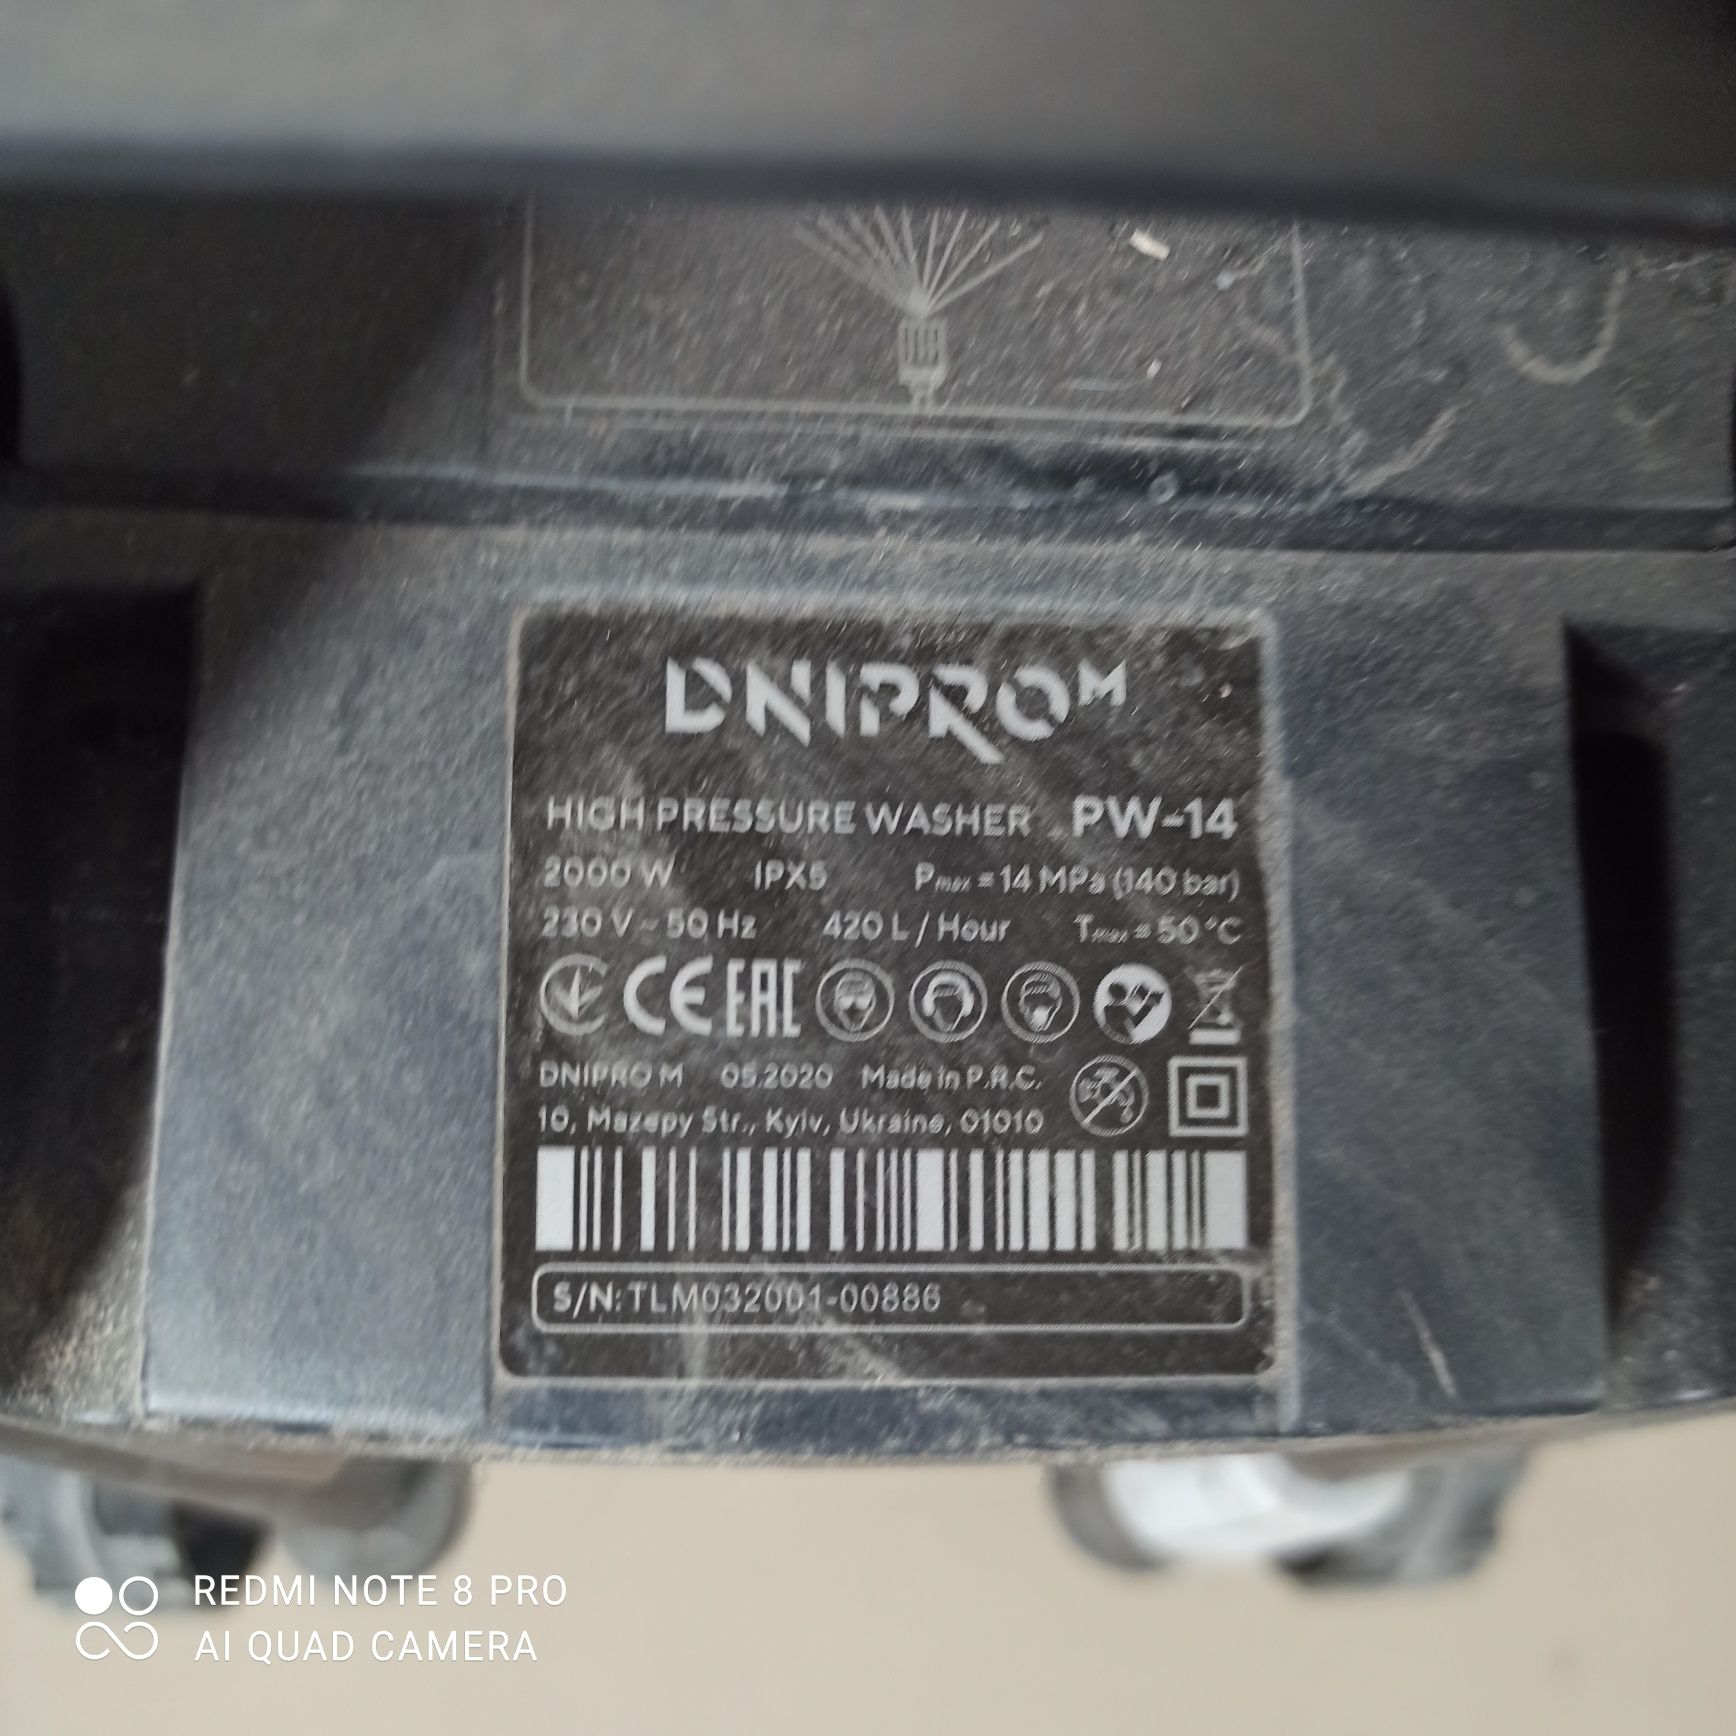 DNIPRO M
HIGH PRESSURE WASHER PW-14
2000 W IPX5 Pmax = 14 MPa (140 bar)
230 V ~ 50 Hz 420 L / Hour Tmax = 50 °C
CE EAC
DNIPRO M 05.2020 Made in P.R.C.
10, Mazepy Str., Kyiv, Ukraine, 01010
S/N: TLM032001-00886
REDMI NOTE 8 PRO
AI QUAD CAMERA